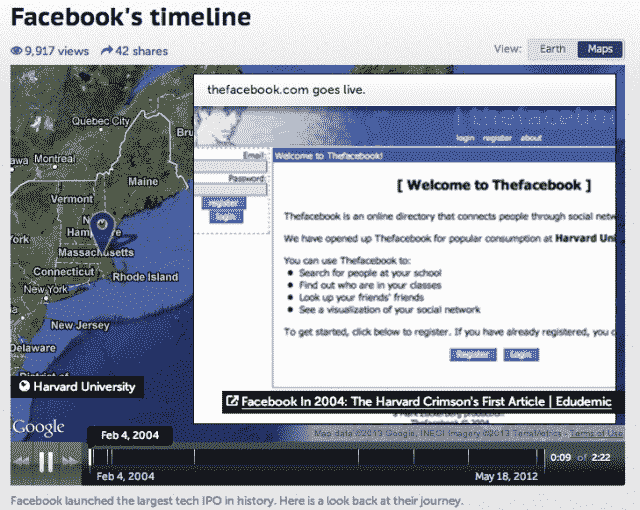 Facebook's timeline
9,917 views 42 shares View: Earth Maps
thefacebook.com goes live.
Quebec City
Montreal
Maine
Vermont
Massachusetts
Connecticut
Rhode Island
New York
New Jersey
Delaware
login register about
Email:
Password:
register
login
Welcome to Thefacebook!
[ Welcome to Thefacebook ]
Thefacebook is an online directory that connects people through social
We have opened up Thefacebook for popular consumption at Harvard
You can use Thefacebook to:
• Search for people at your school
• Find out who are in your classes
• Look up your friends' friends
• See a visualization of your social network
To get started, click below to register. If you have already registered, you
Register Login
Harvard University
Facebook In 2004: The Harvard Crimson's First Article | Edudemic
a Mark Zuckerberg production
Thefacebook © 2004
Google
Map data ©2013 Google, INEGI Imagery ©2013 TerraMetrics - Terms of Use
Feb 4, 2004
0:09 of 2:22
Feb 4, 2004 May 18, 2012
Facebook launched the largest tech IPO in history. Here is a look back at their journey.